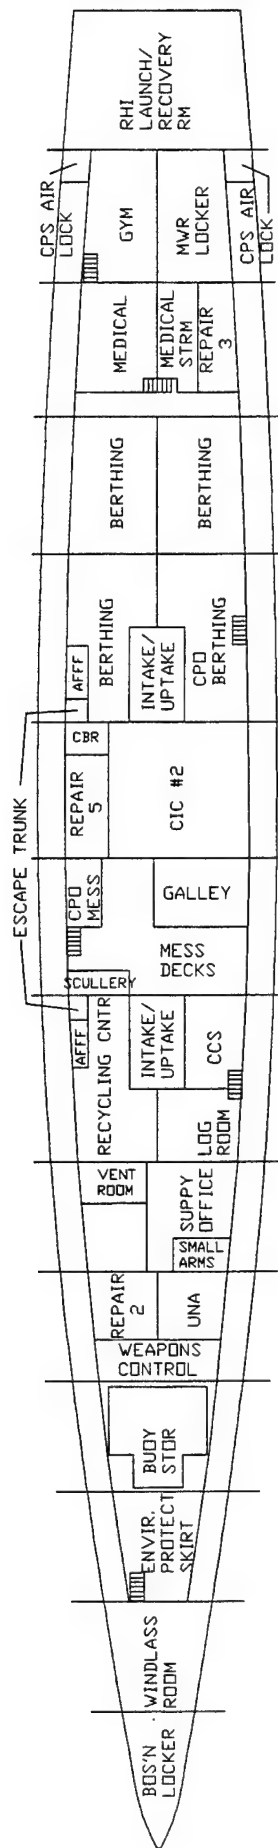 RHI
LAUNCH/
RECOVERY
RM
CPS AIR
LOCK
GYM
MWR
LOCKER
CPS AIR
LOCK
MEDICAL
MEDICAL
STRM
REPAIR
3
BERTHING
BERTHING
ESCAPE TRUNK
AFFF
BERTHING
INTAKE/
UPTAKE
CPO
BERTHING
CBR
REPAIR
5
CIC #2
CPO
MESS
GALLEY
MESS
DECKS
SCULLERY
AFFF
RECYCLING CNTR
INTAKE/
UPTAKE
CCS
LOG
ROOM
VENT
ROOM
SUPPY
OFFICE
SMALL
ARMS
REPAIR
2
UNA
WEAPONS
CONTROL
BUOY
STOR
ENVIR.
PROTECT
SKIRT
WINDLASS
ROOM
BOS'N
LOCKER